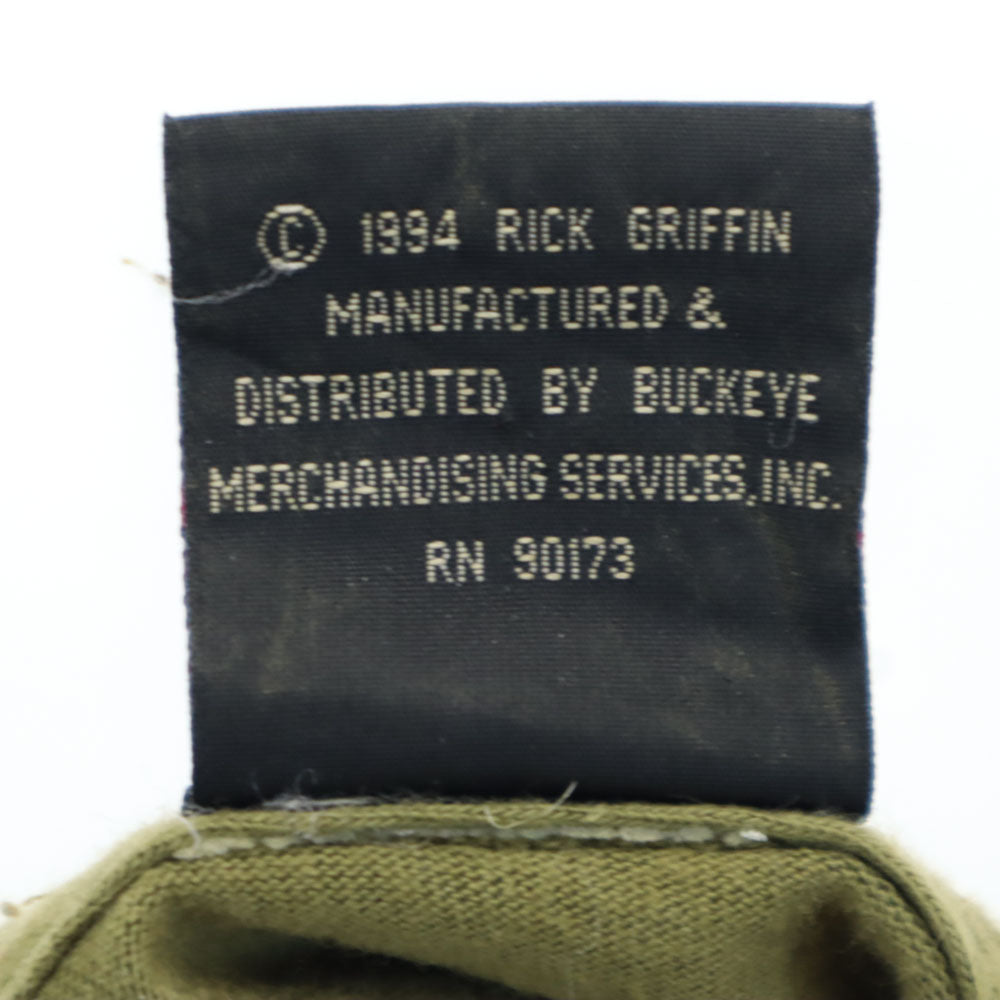 © 1994 RICK GRIFFIN
MANUFACTURED &
DISTRIBUTED BY BUCKEYE
MERCHANDISING SERVICES, INC.
RN 90173